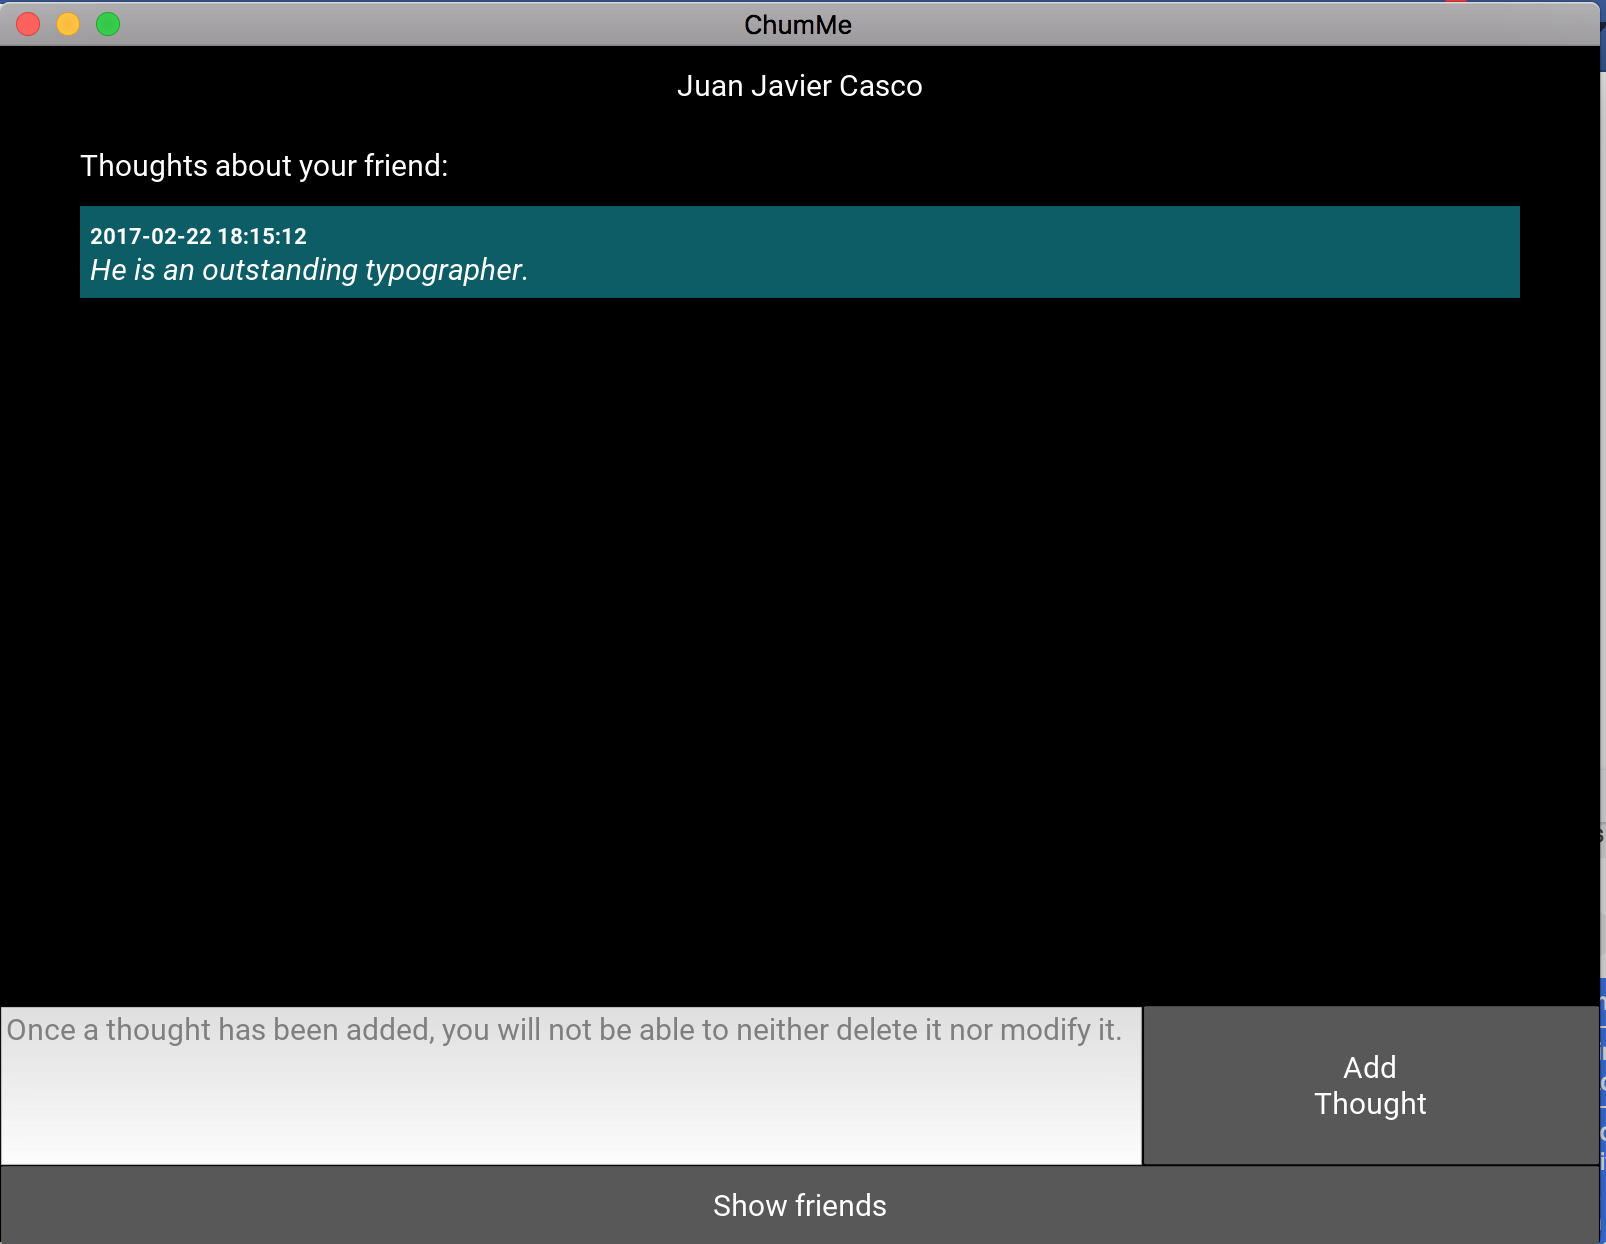 ChumMe
Juan Javier Casco
Thoughts about your friend:
2017-02-22 18:15:12
He is an outstanding typographer.
Once a thought has been added, you will not be able to neither delete it nor modify it.
Add
Thought
Show friends